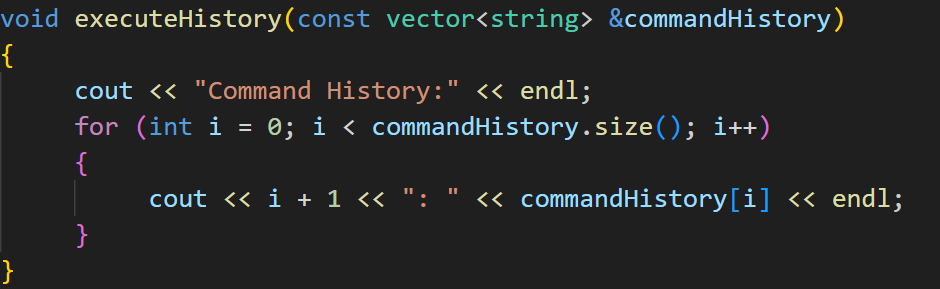 void executeHistory(const vector<string> &commandHistory)
{
    cout << "Command History:" << endl;
    for (int i = 0; i < commandHistory.size(); i++)
    {
        cout << i + 1 << ": " << commandHistory[i] << endl;
    }
}